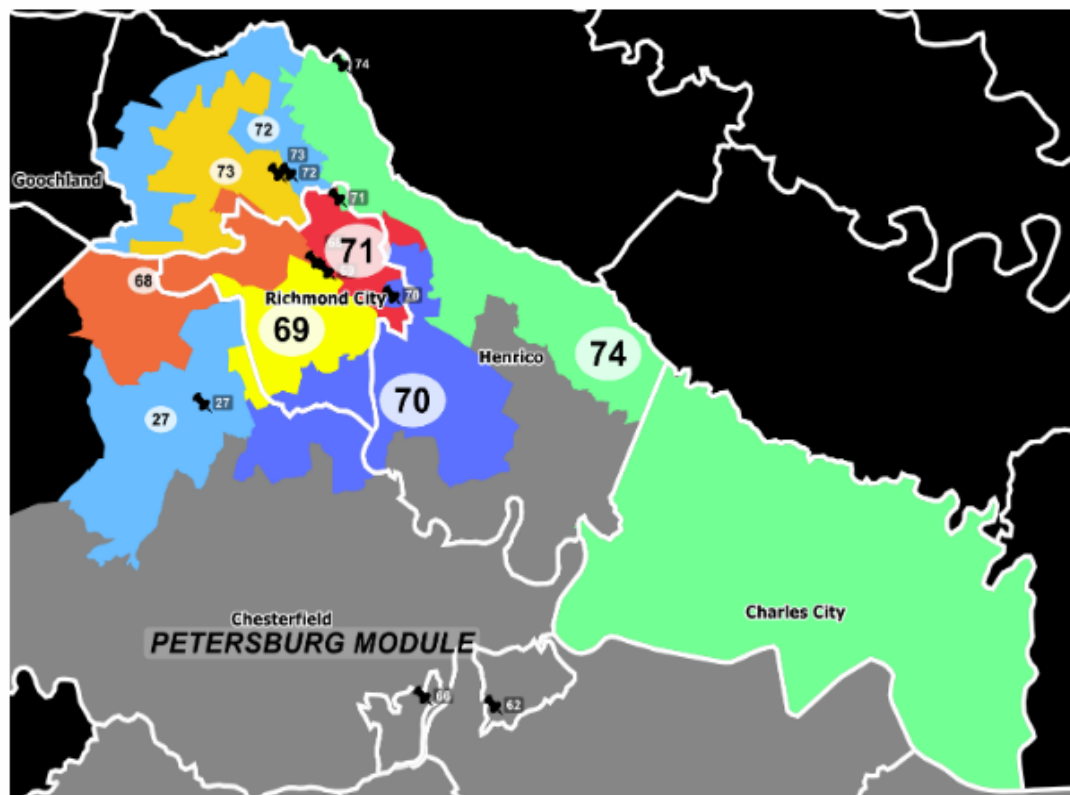 74
72
73
73
72
Goochland
71
71
68
70
Richmond City
69
Henrico
74
70
27
27
Charles City
Chesterfield
PETERSBURG MODULE
66
62